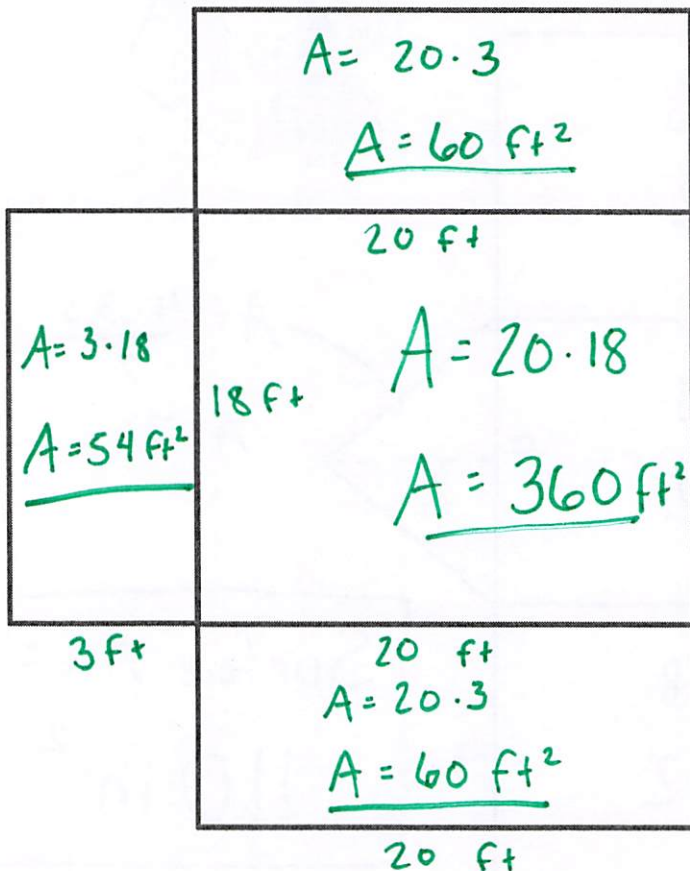 A = 20 · 3
A = 60 ft²
20 ft
A = 3 · 18
A = 54 ft²
18 ft
A = 20 · 18
A = 360 ft²
3 ft
20 ft
A = 20 · 3
A = 60 ft²
20 ft